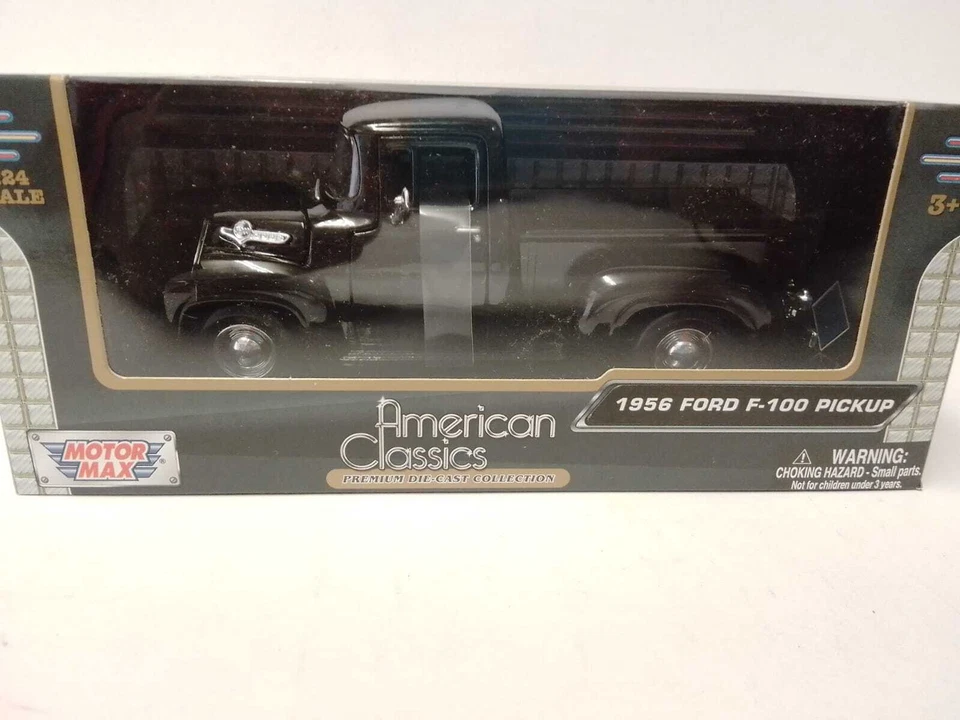 :24
ALE
3+
1956 FORD F-100 PICKUP
American
Classics
PREMIUM DIE-CAST COLLECTION
MOTOR
MAX®
WARNING:
CHOKING HAZARD - Small parts.
Not for children under 3 years.